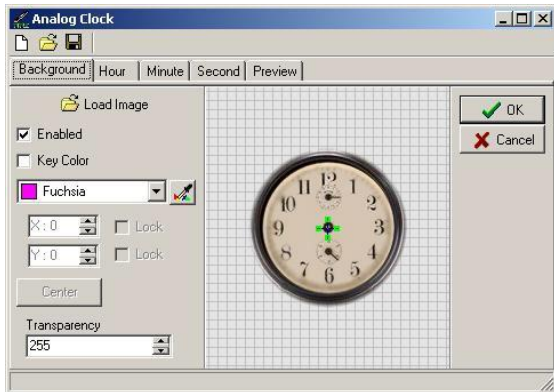 Analog Clock
Background Hour Minute Second Preview
Load Image
Enabled
Key Color
Fuchsia
X: 0 Lock
Y: 0 Lock
Center
Transparency
255
OK
Cancel
11 12 1
10 2
9 3
8 4
7 6 5